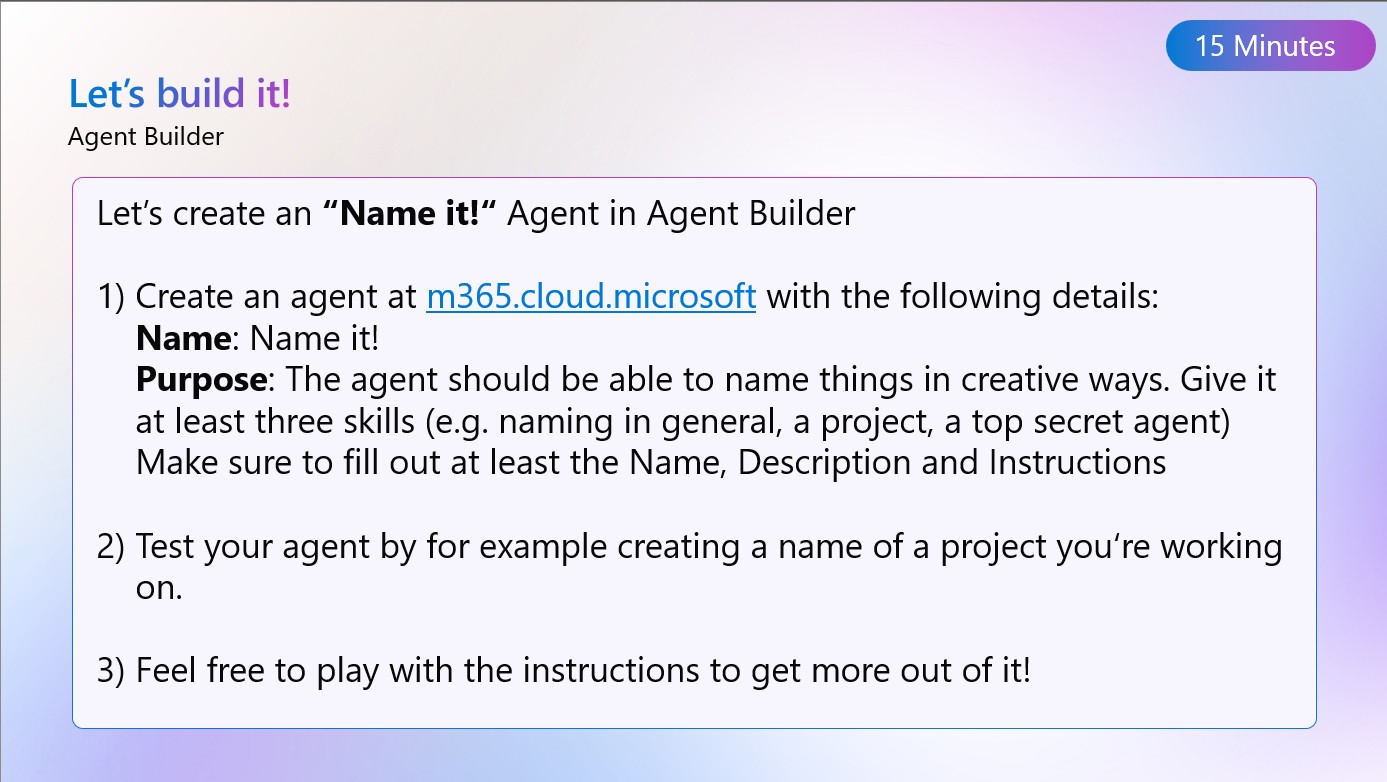 15 Minutes
Let’s build it!
Agent Builder
Let’s create an “Name it!“ Agent in Agent Builder
1) Create an agent at m365.cloud.microsoft with the following details:
Name: Name it!
Purpose: The agent should be able to name things in creative ways. Give it
at least three skills (e.g. naming in general, a project, a top secret agent)
Make sure to fill out at least the Name, Description and Instructions
2) Test your agent by for example creating a name of a project you‘re working
on.
3) Feel free to play with the instructions to get more out of it!